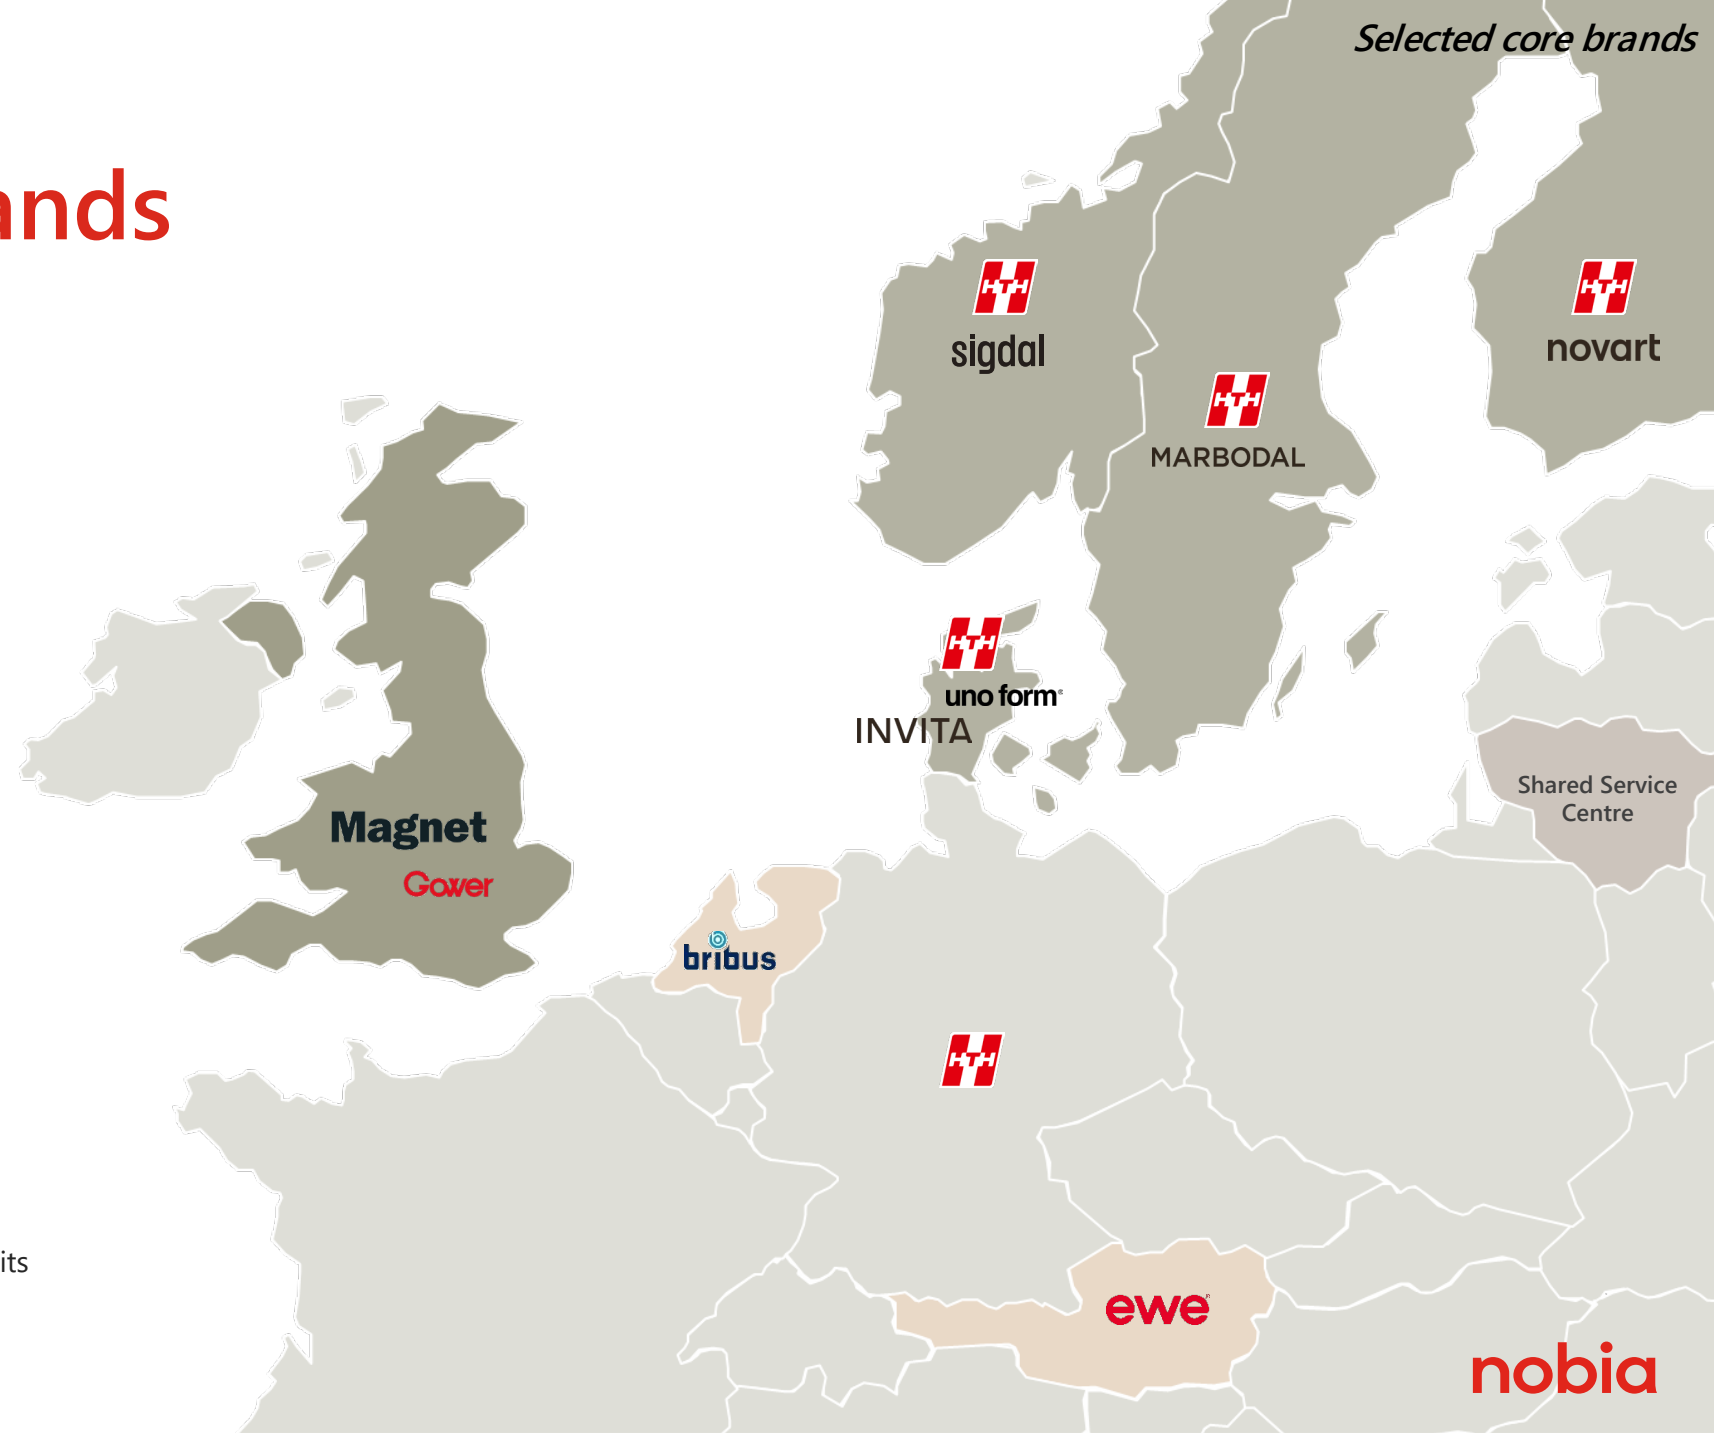 Selected core brands
ands
HTH
sigdal
HTH
novart
HTH
MARBODAL
HTH
uno form®
INVITA
Shared Service
Centre
Magnet
Gower
bribus
HTH
its
ewe
nobia